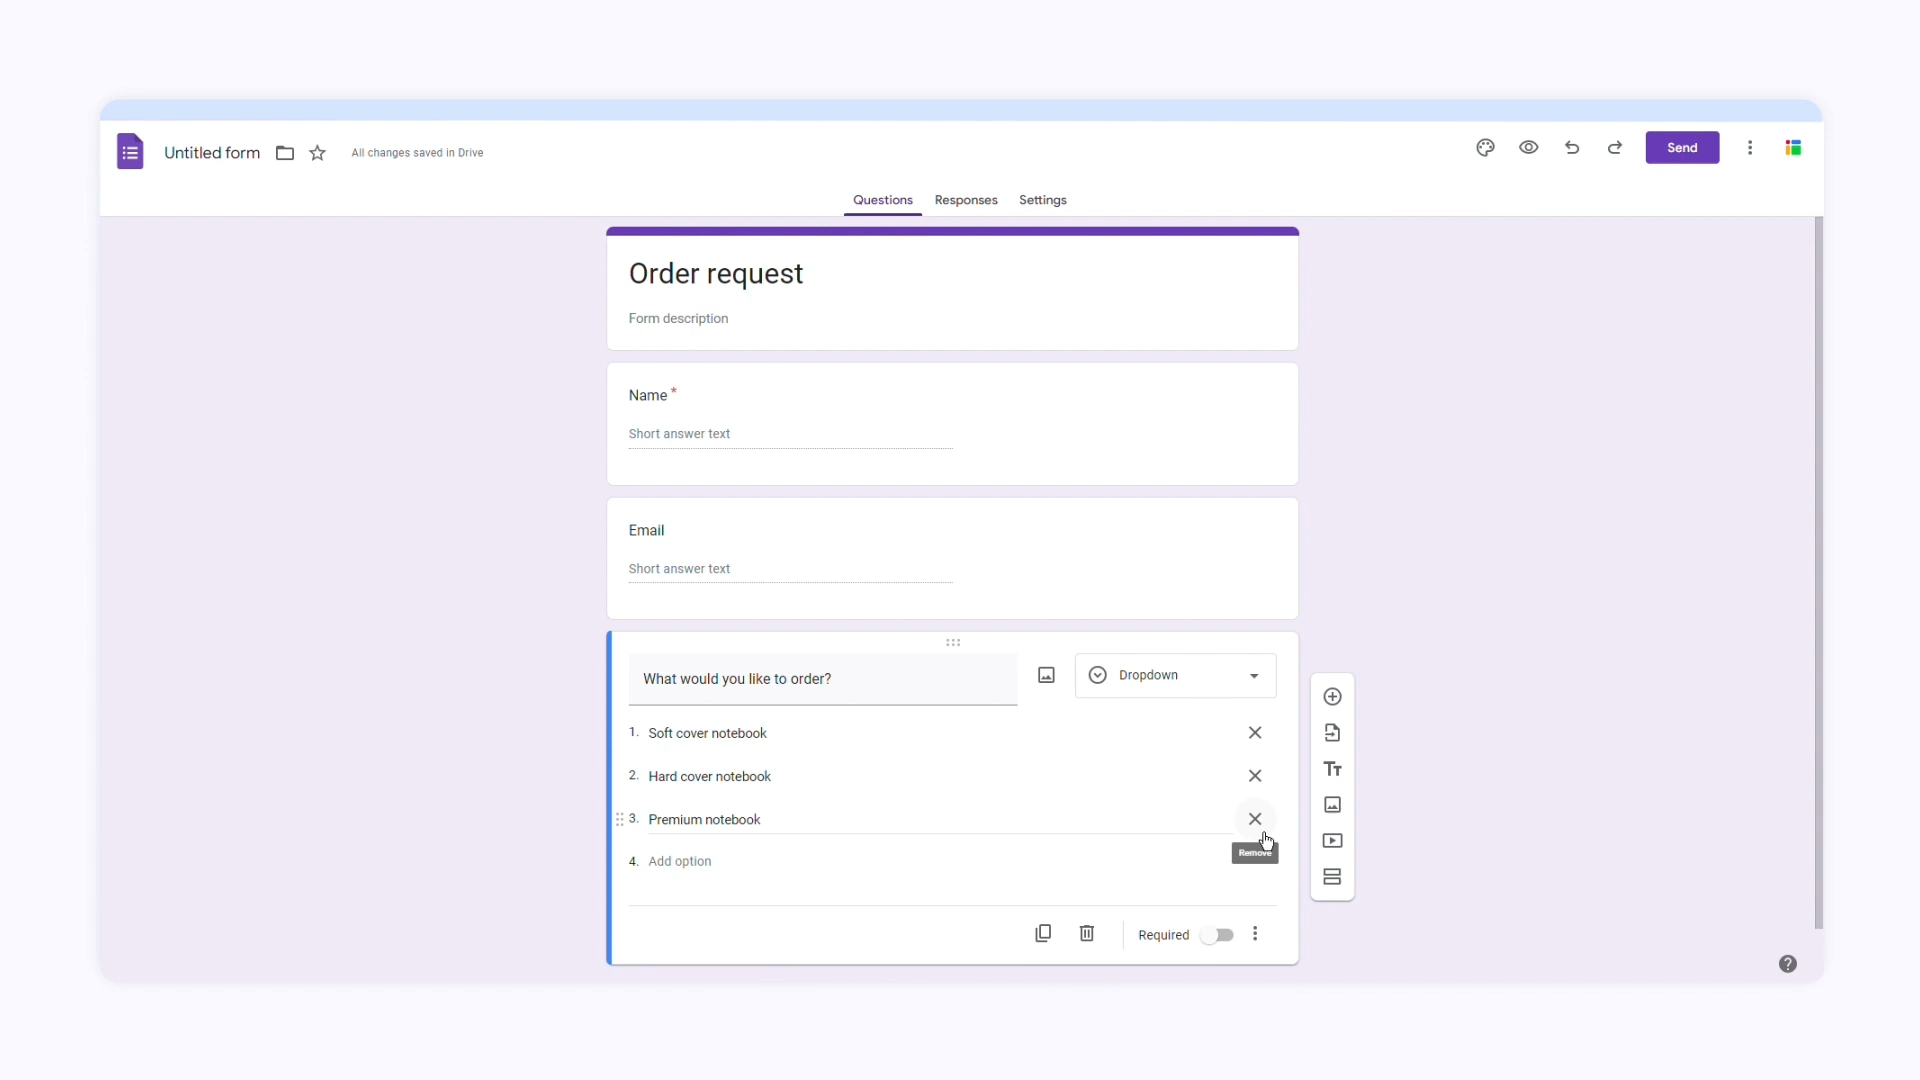 Untitled form
All changes saved in Drive
Send
Questions Responses Settings
Order request
Form description
Name *
Short answer text
Email
Short answer text
What would you like to order?
Dropdown
1. Soft cover notebook
2. Hard cover notebook
3. Premium notebook
Remove
4. Add option
Required